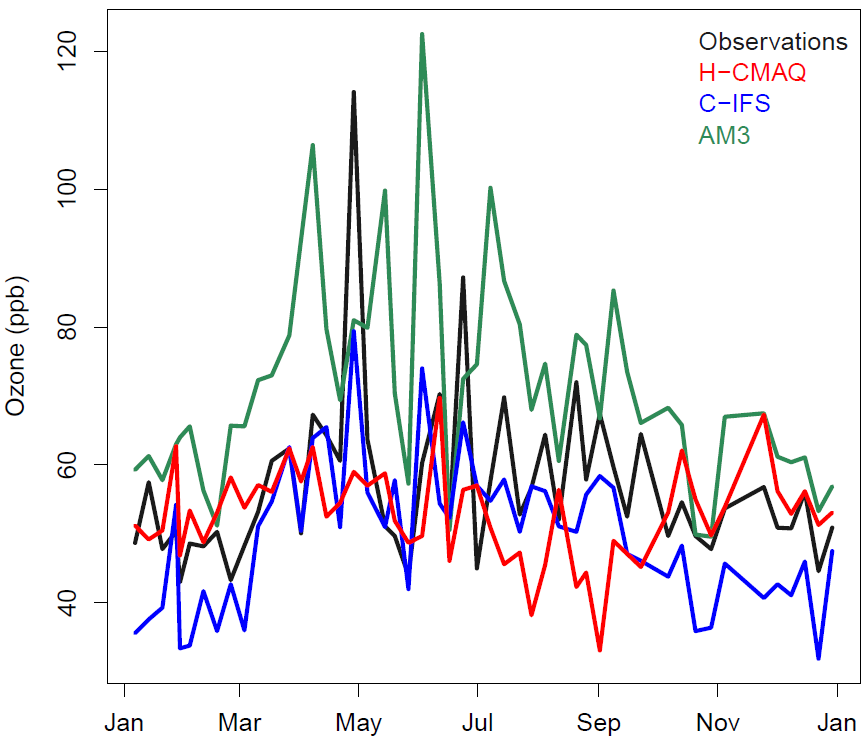 Observations
H−CMAQ
C−IFS
AM3
Ozone (ppb)
120
100
80
60
40
Jan Mar May Jul Sep Nov Jan